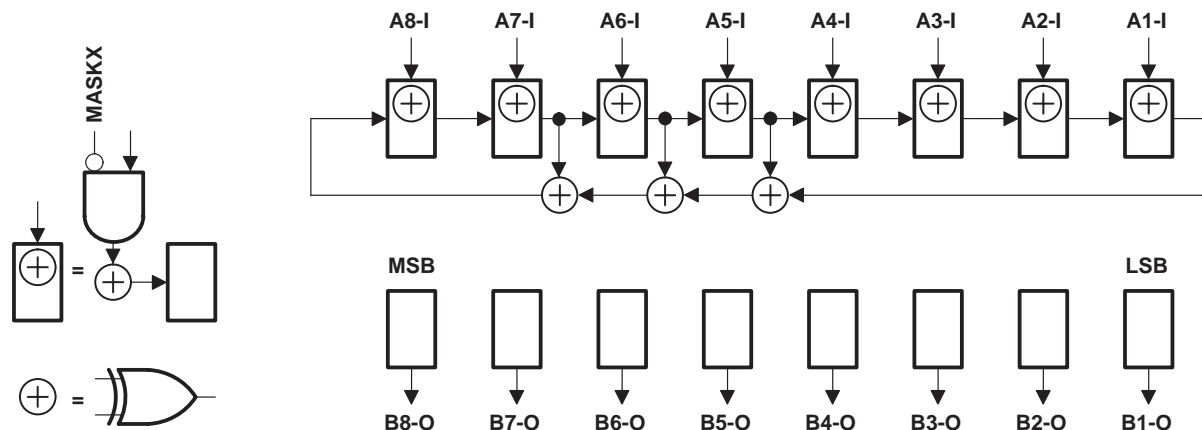 A8-I A7-I A6-I A5-I A4-I A3-I A2-I A1-I
MASKX
MSB LSB
=
=
B8-O B7-O B6-O B5-O B4-O B3-O B2-O B1-O